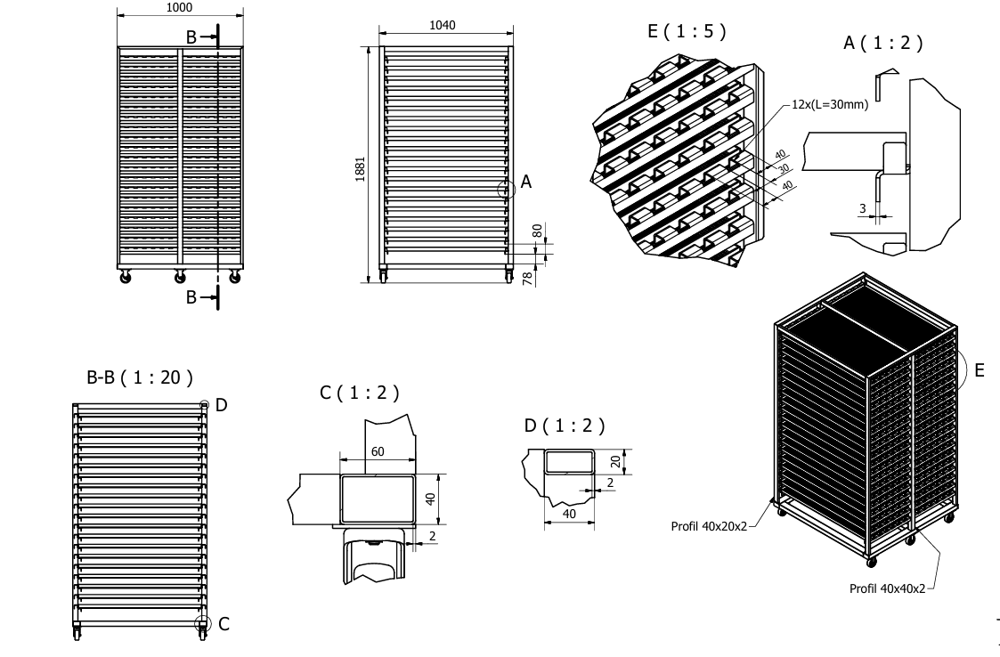 1000
B
B
1040
1881
A
80
78
E ( 1 : 5 )
12x(L=30mm)
40
30
40
A ( 1 : 2 )
3
B-B ( 1 : 20 )
D
C
C ( 1 : 2 )
60
40
2
D ( 1 : 2 )
20
2
40
E
Profil 40x20x2
Profil 40x40x2